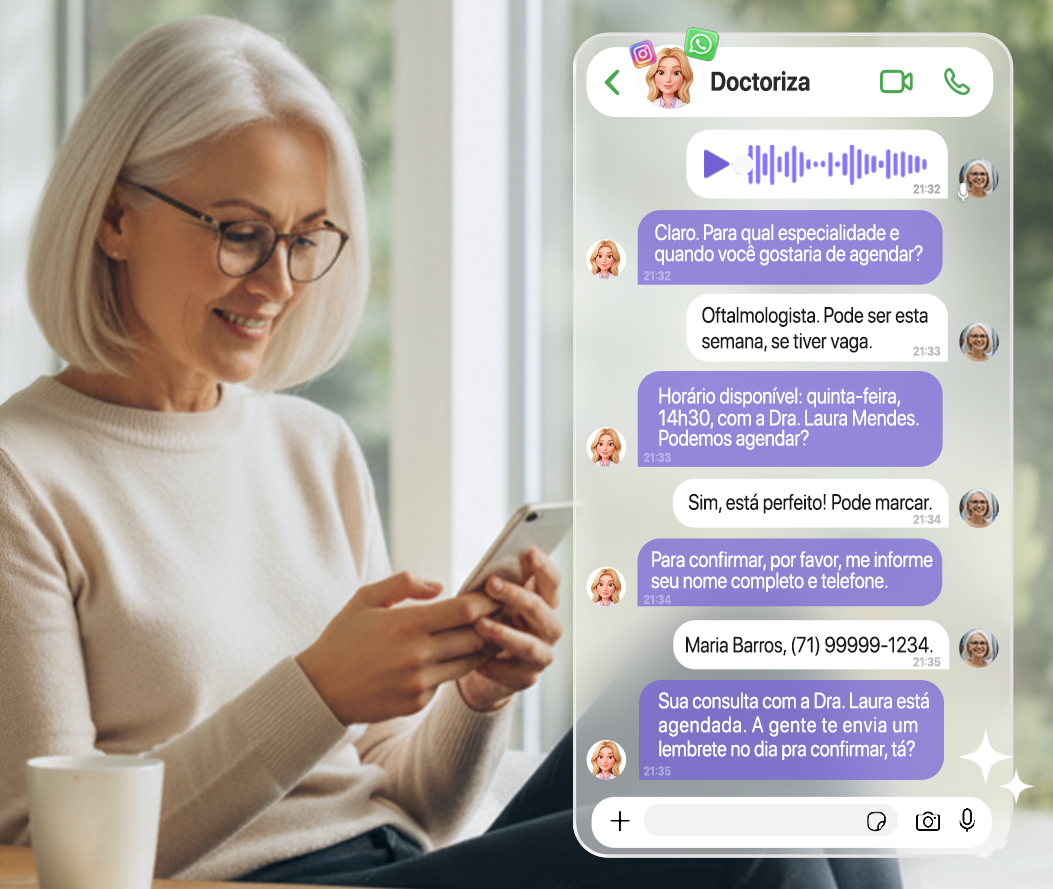 Doctoriza
21:32
Claro. Para qual especialidade e
quando você gostaria de agendar?
21:32
Oftalmologista. Pode ser esta
semana, se tiver vaga.
21:33
Horário disponível: quinta-feira,
14h30, com a Dra. Laura Mendes.
Podemos agendar?
21:33
Sim, está perfeito! Pode marcar.
21:34
Para confirmar, por favor, me informe
seu nome completo e telefone.
21:34
Maria Barros, (71) 99999-1234.
21:35
Sua consulta com a Dra. Laura está
agendada. A gente te envia um
lembrete no dia pra confirmar, tá?
21:35